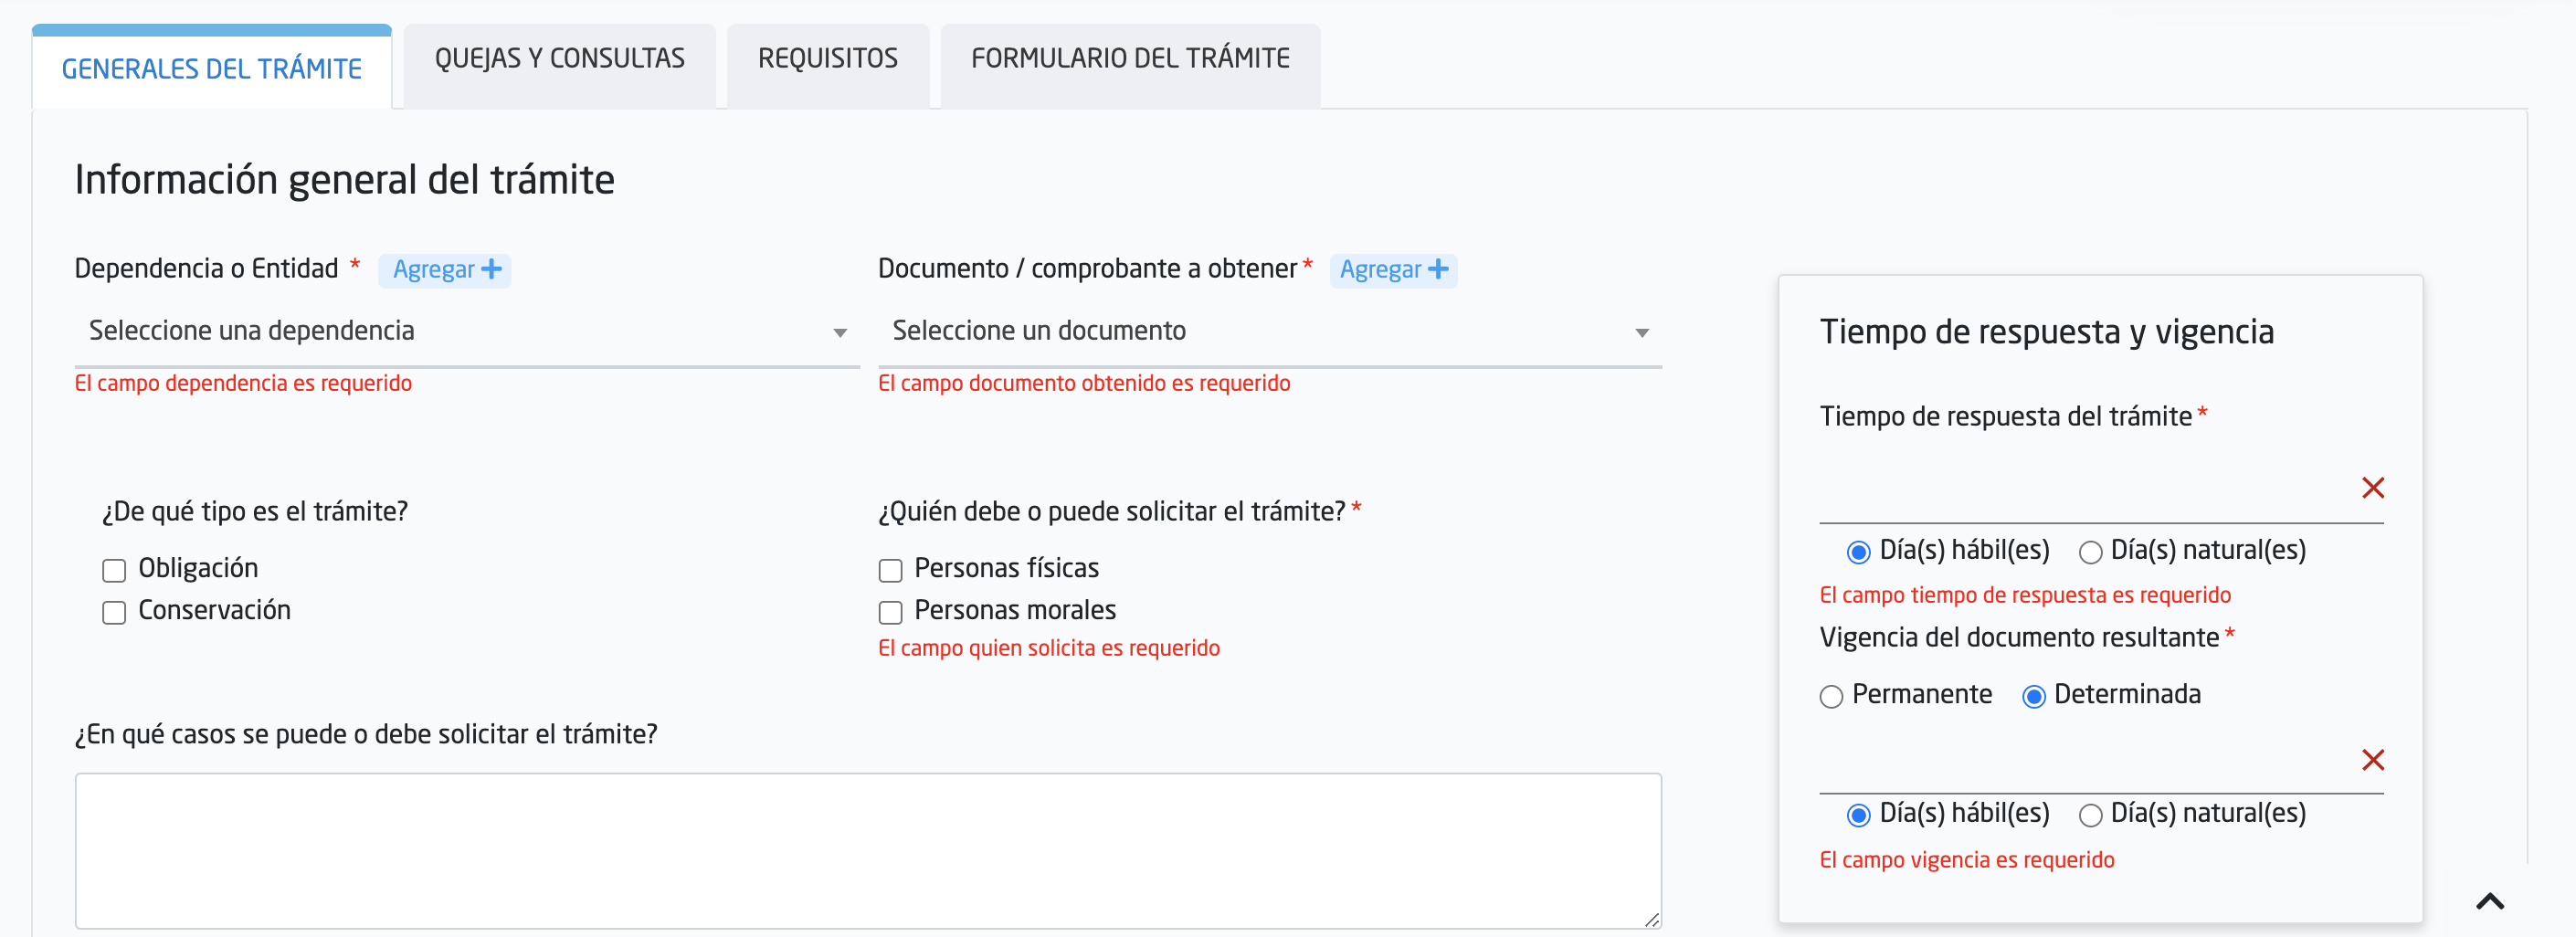 GENERALES DEL TRÁMITE
QUEJAS Y CONSULTAS
REQUISITOS
FORMULARIO DEL TRÁMITE
Información general del trámite
Dependencia o Entidad * Agregar +
Seleccione una dependencia
El campo dependencia es requerido
Documento / comprobante a obtener * Agregar +
Seleccione un documento
El campo documento obtenido es requerido
¿De qué tipo es el trámite?
Obligación
Conservación
¿Quién debe o puede solicitar el trámite? *
Personas físicas
Personas morales
El campo quien solicita es requerido
¿En qué casos se puede o debe solicitar el trámite?
Tiempo de respuesta y vigencia
Tiempo de respuesta del trámite *
Día(s) hábil(es) Día(s) natural(es)
El campo tiempo de respuesta es requerido
Vigencia del documento resultante *
Permanente Determinada
Día(s) hábil(es) Día(s) natural(es)
El campo vigencia es requerido